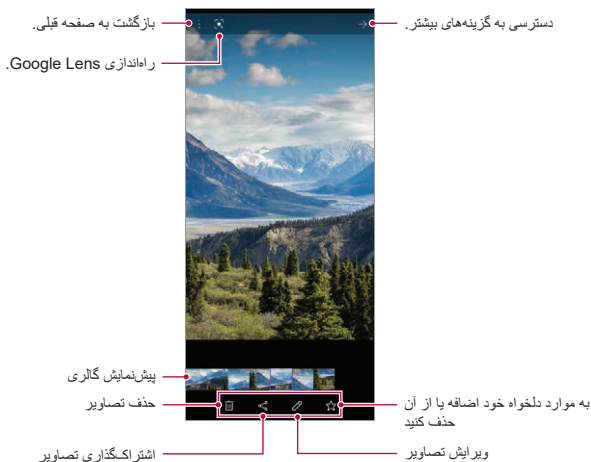 بازگشت به صفحه قبلی.
دسترسی به گزینه‌های بیشتر.
راه‌اندازی Google Lens.
پیش‌نمایش گالری
حذف تصاویر
به موارد دلخواه خود اضافه یا از آن
حذف کنید
ویرایش تصاویر
اشتراک‌گذاری تصاویر